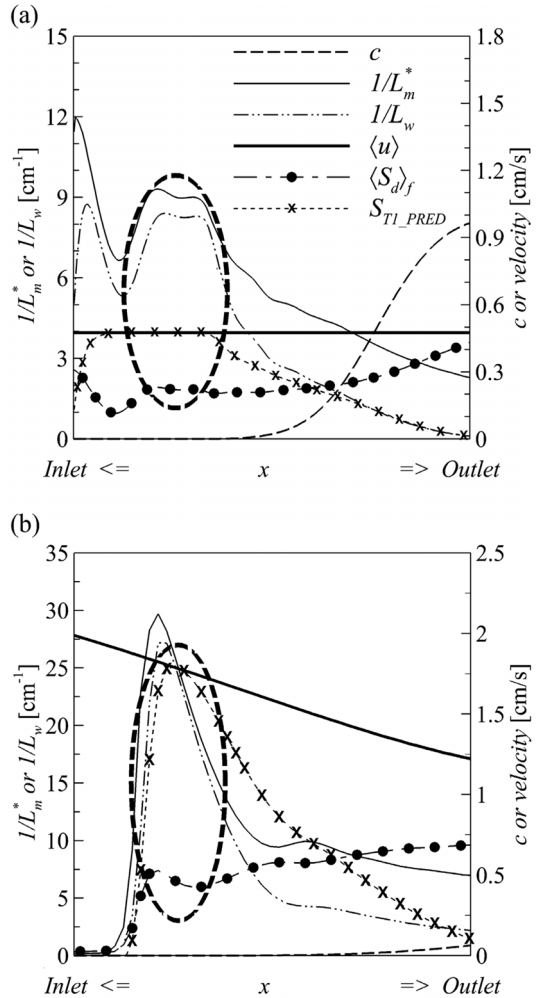 (a)
15
12
9
6
3
0
1/L*m or 1/Lw [cm-1]
1.8
1.5
1.2
0.9
0.6
0.3
0
c or velocity [cm/s]
c
1/L*m
1/Lw
⟨u⟩
⟨Sd⟩f
ST1_PRED
Inlet <= x => Outlet
(b)
35
30
25
20
15
10
5
0
1/L*m or 1/Lw [cm-1]
2.5
2
1.5
1
0.5
0
c or velocity [cm/s]
Inlet <= x => Outlet